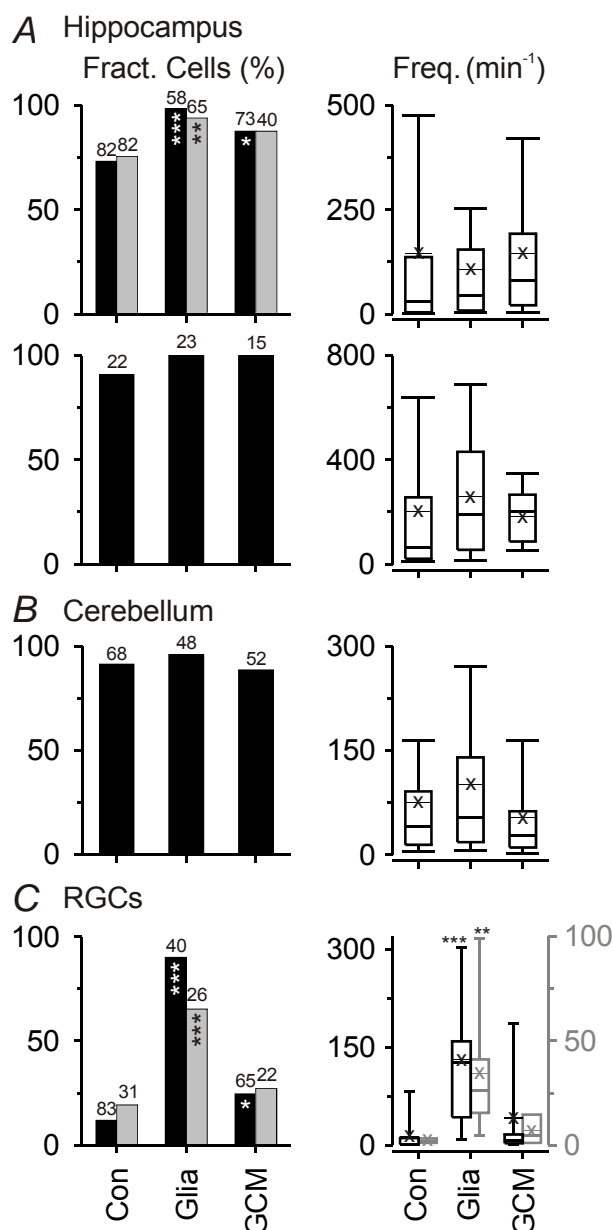 A Hippocampus
Fract. Cells (%) Freq. (min⁻¹)
100 58 65 500
82 82 *** ** 73 40
50 * 250
0 0
100 22 23 15 800
50 400
0 0
B Cerebellum
100 68 48 52 300
50 150
0 0
C RGCs
100 40 *** ** 100
*** 26 300
50 *** 150 50
83 31 65 22
*
0 0 0
Con Glia GCM Con Glia GCM